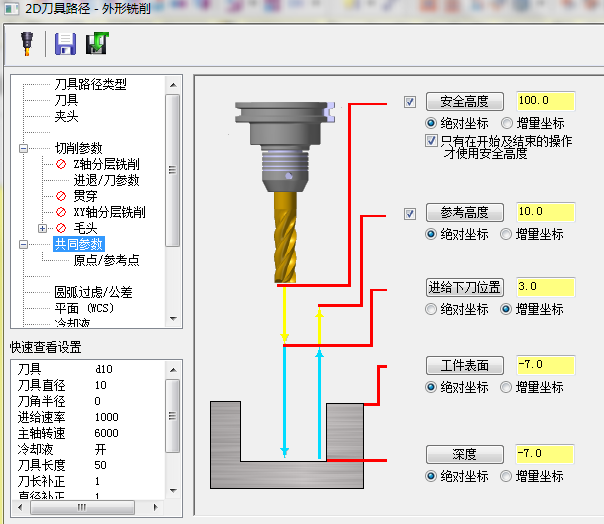 2D刀具路径 - 外形铣削
刀具路径类型
刀具
夹头
切削参数
Z轴分层铣削
进退/刀参数
贯穿
XY轴分层铣削
毛头
共同参数
原点/参考点
圆弧过虑/公差
平面 (WCS)
冷却液
快速查看设置
刀具 d10
刀具直径 10
刀角半径 0
进给速率 1000
主轴转速 6000
冷却液 开
刀具长度 50
刀长补正 1
直径补正 1
安全高度 100.0
绝对坐标 增量坐标
只有在开始及结束的操作
才使用安全高度
参考高度 10.0
绝对坐标 增量坐标
进给下刀位置 3.0
绝对坐标 增量坐标
工件表面 -7.0
绝对坐标 增量坐标
深度 -7.0
绝对坐标 增量坐标